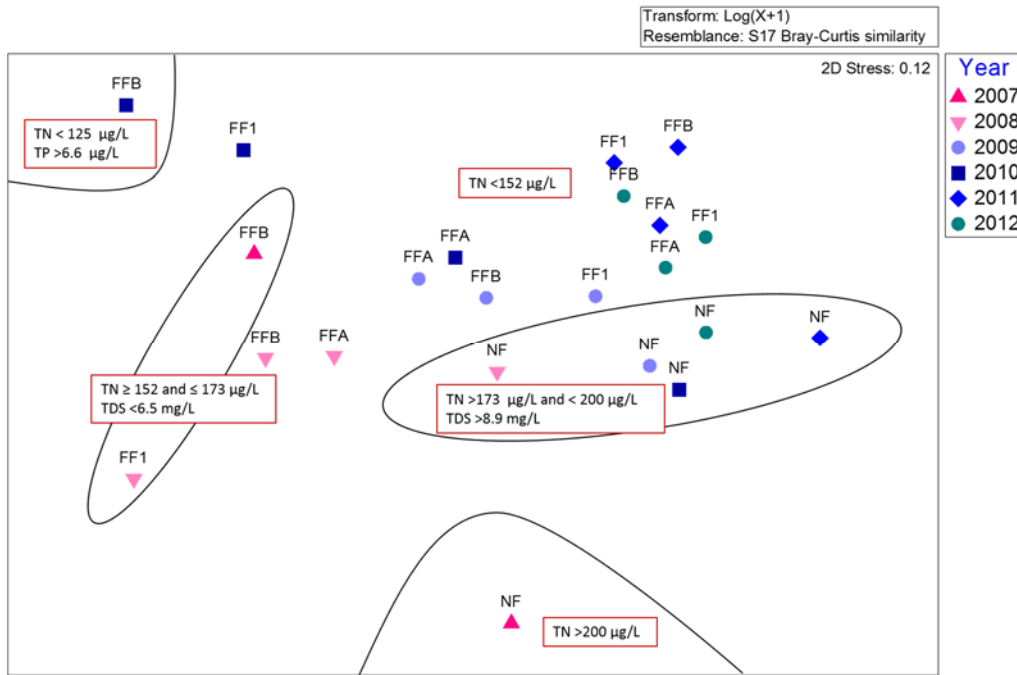 Transform: Log(X+1)
Resemblance: S17 Bray-Curtis similarity
2D Stress: 0.12
Year
2007
2008
2009
2010
2011
2012
FFB
TN < 125 µg/L
TP >6.6 µg/L
FF1
FF1
FFB
FFB
TN <152 µg/L
FFA
FF1
FFB
FFA
FFA
FFA
FFB
FF1
FFB
FFA
NF
NF
NF
NF
NF
TN ≥ 152 and ≤ 173 µg/L
TDS <6.5 mg/L
TN >173 µg/L and < 200 µg/L
TDS >8.9 mg/L
FF1
NF
TN >200 µg/L